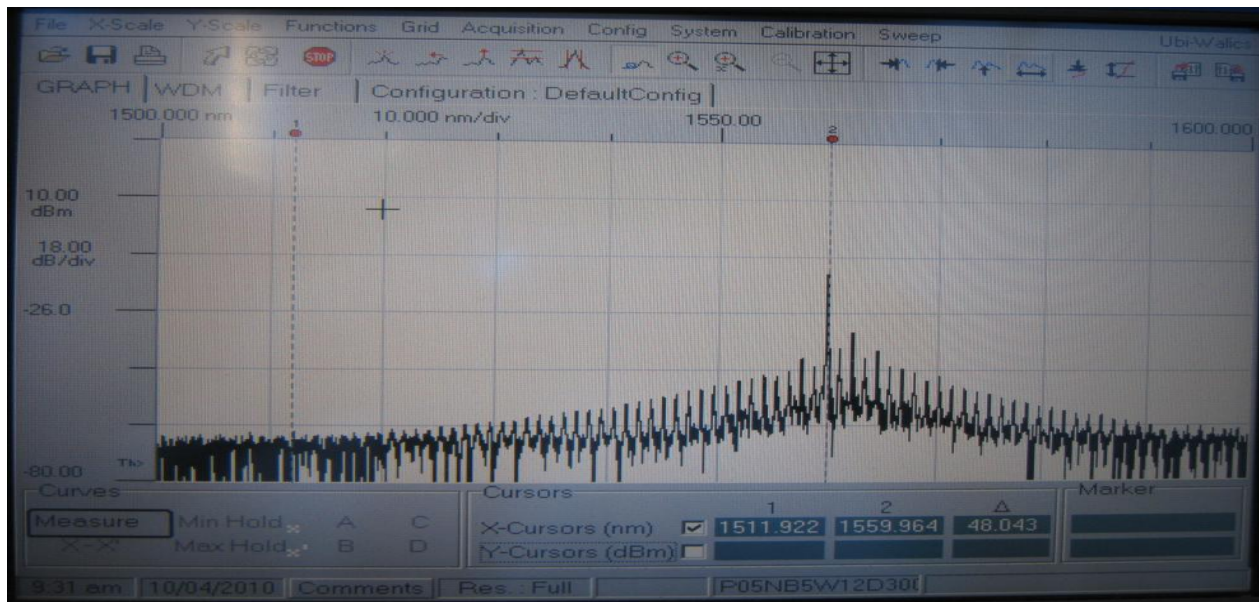 File X-Scale Y-Scale Functions Grid Acquisition Config System Calibration Sweep
Ubi-Walics
STOP
GRAPH WDM Filter Configuration : DefaultConfig
1500.000 nm 1 10.000 nm/div 1550.00 2 1600.000
10.00
dBm
18.00
dB/div
-26.0
-80.00
Curves
Measure Min Hold A C
X-X' Max Hold B D
Cursors
1 2 Δ
X-Cursors (nm) 1511.922 1559.964 48.043
Y-Cursors (dBm)
Marker
9:31 am 10/04/2010 Comments Res. : Full